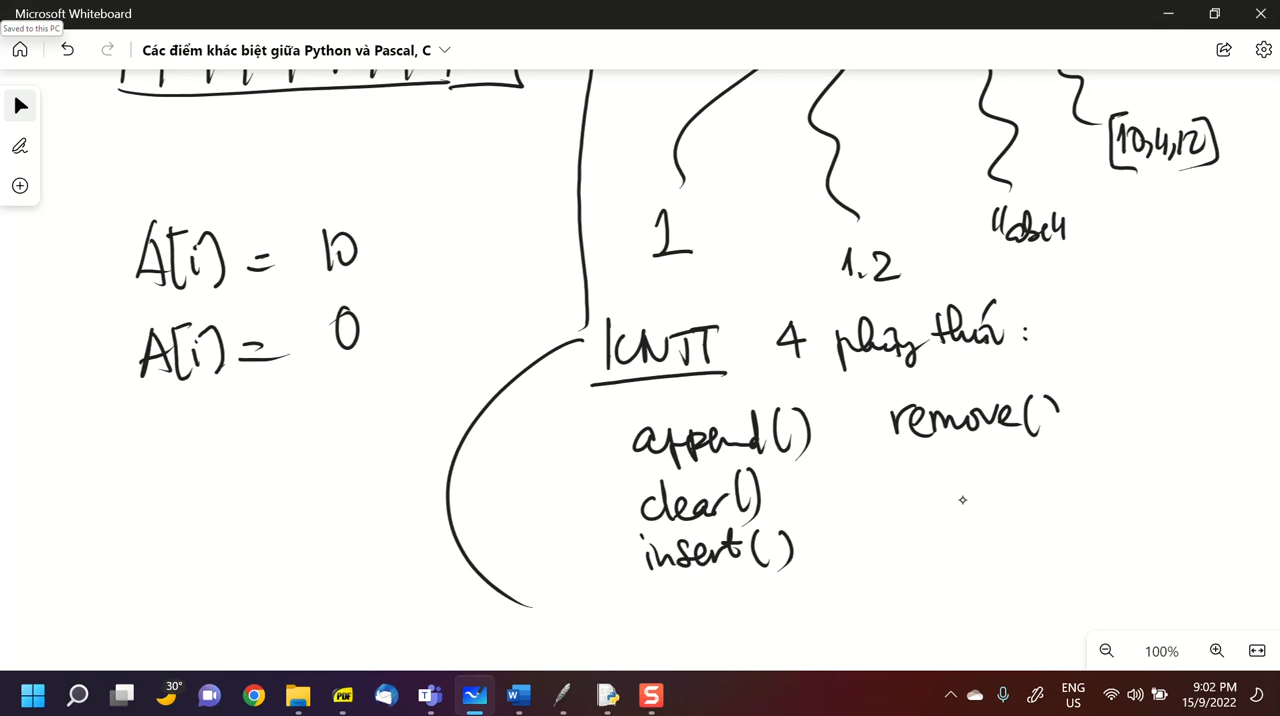 Microsoft Whiteboard
Saved to this PC
Các điểm khác biệt giữa Python và Pascal, C
[10,4,12]
1
1.2
"abc"
A[i] = 10
A[i] = 0
KNTT 4 phương thức :
append() remove()
clear()
insert()
100%
30°
PDF
ENG
US
9:02 PM
15/9/2022